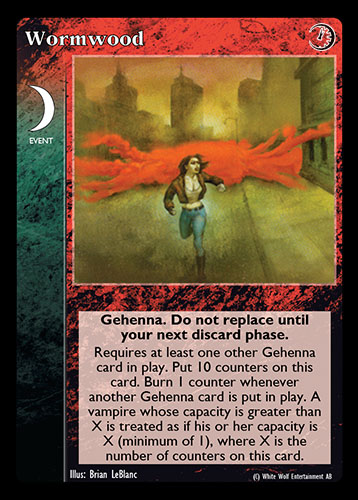 Wormwood
EVENT
Gehenna. Do not replace until
your next discard phase.
Requires at least one other Gehenna
card in play. Put 10 counters on this
card. Burn 1 counter whenever
another Gehenna card is put in play. A
vampire whose capacity is greater than
X is treated as if his or her capacity is
X (minimum of 1), where X is the
number of counters on this card.
Illus: Brian LeBlanc
(C) White Wolf Entertainment AB